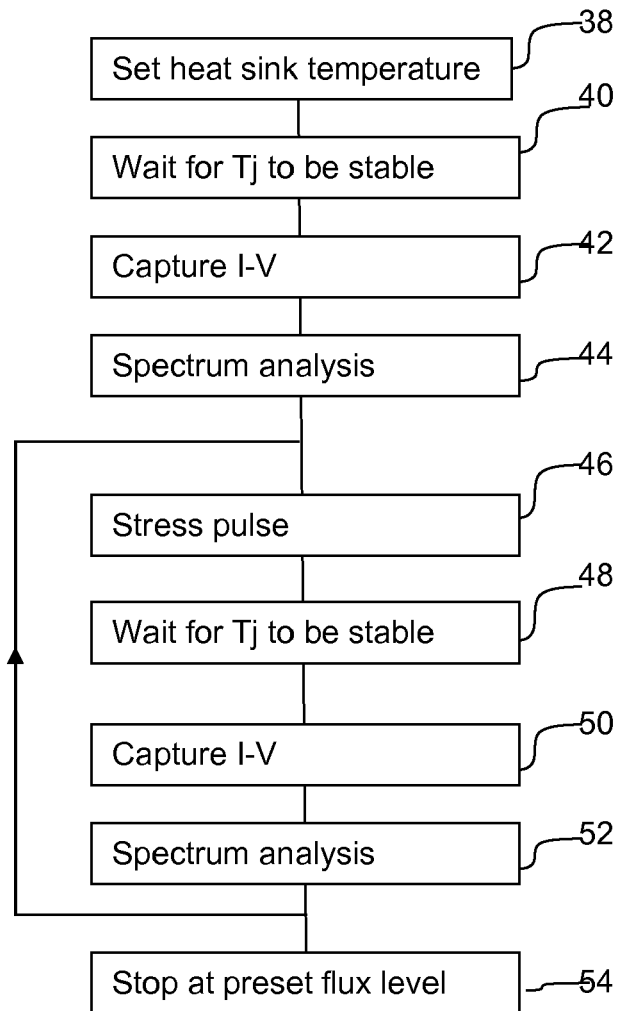 38
Set heat sink temperature
40
Wait for Tj to be stable
42
Capture I-V
44
Spectrum analysis
46
Stress pulse
48
Wait for Tj to be stable
50
Capture I-V
52
Spectrum analysis
Stop at preset flux level
54